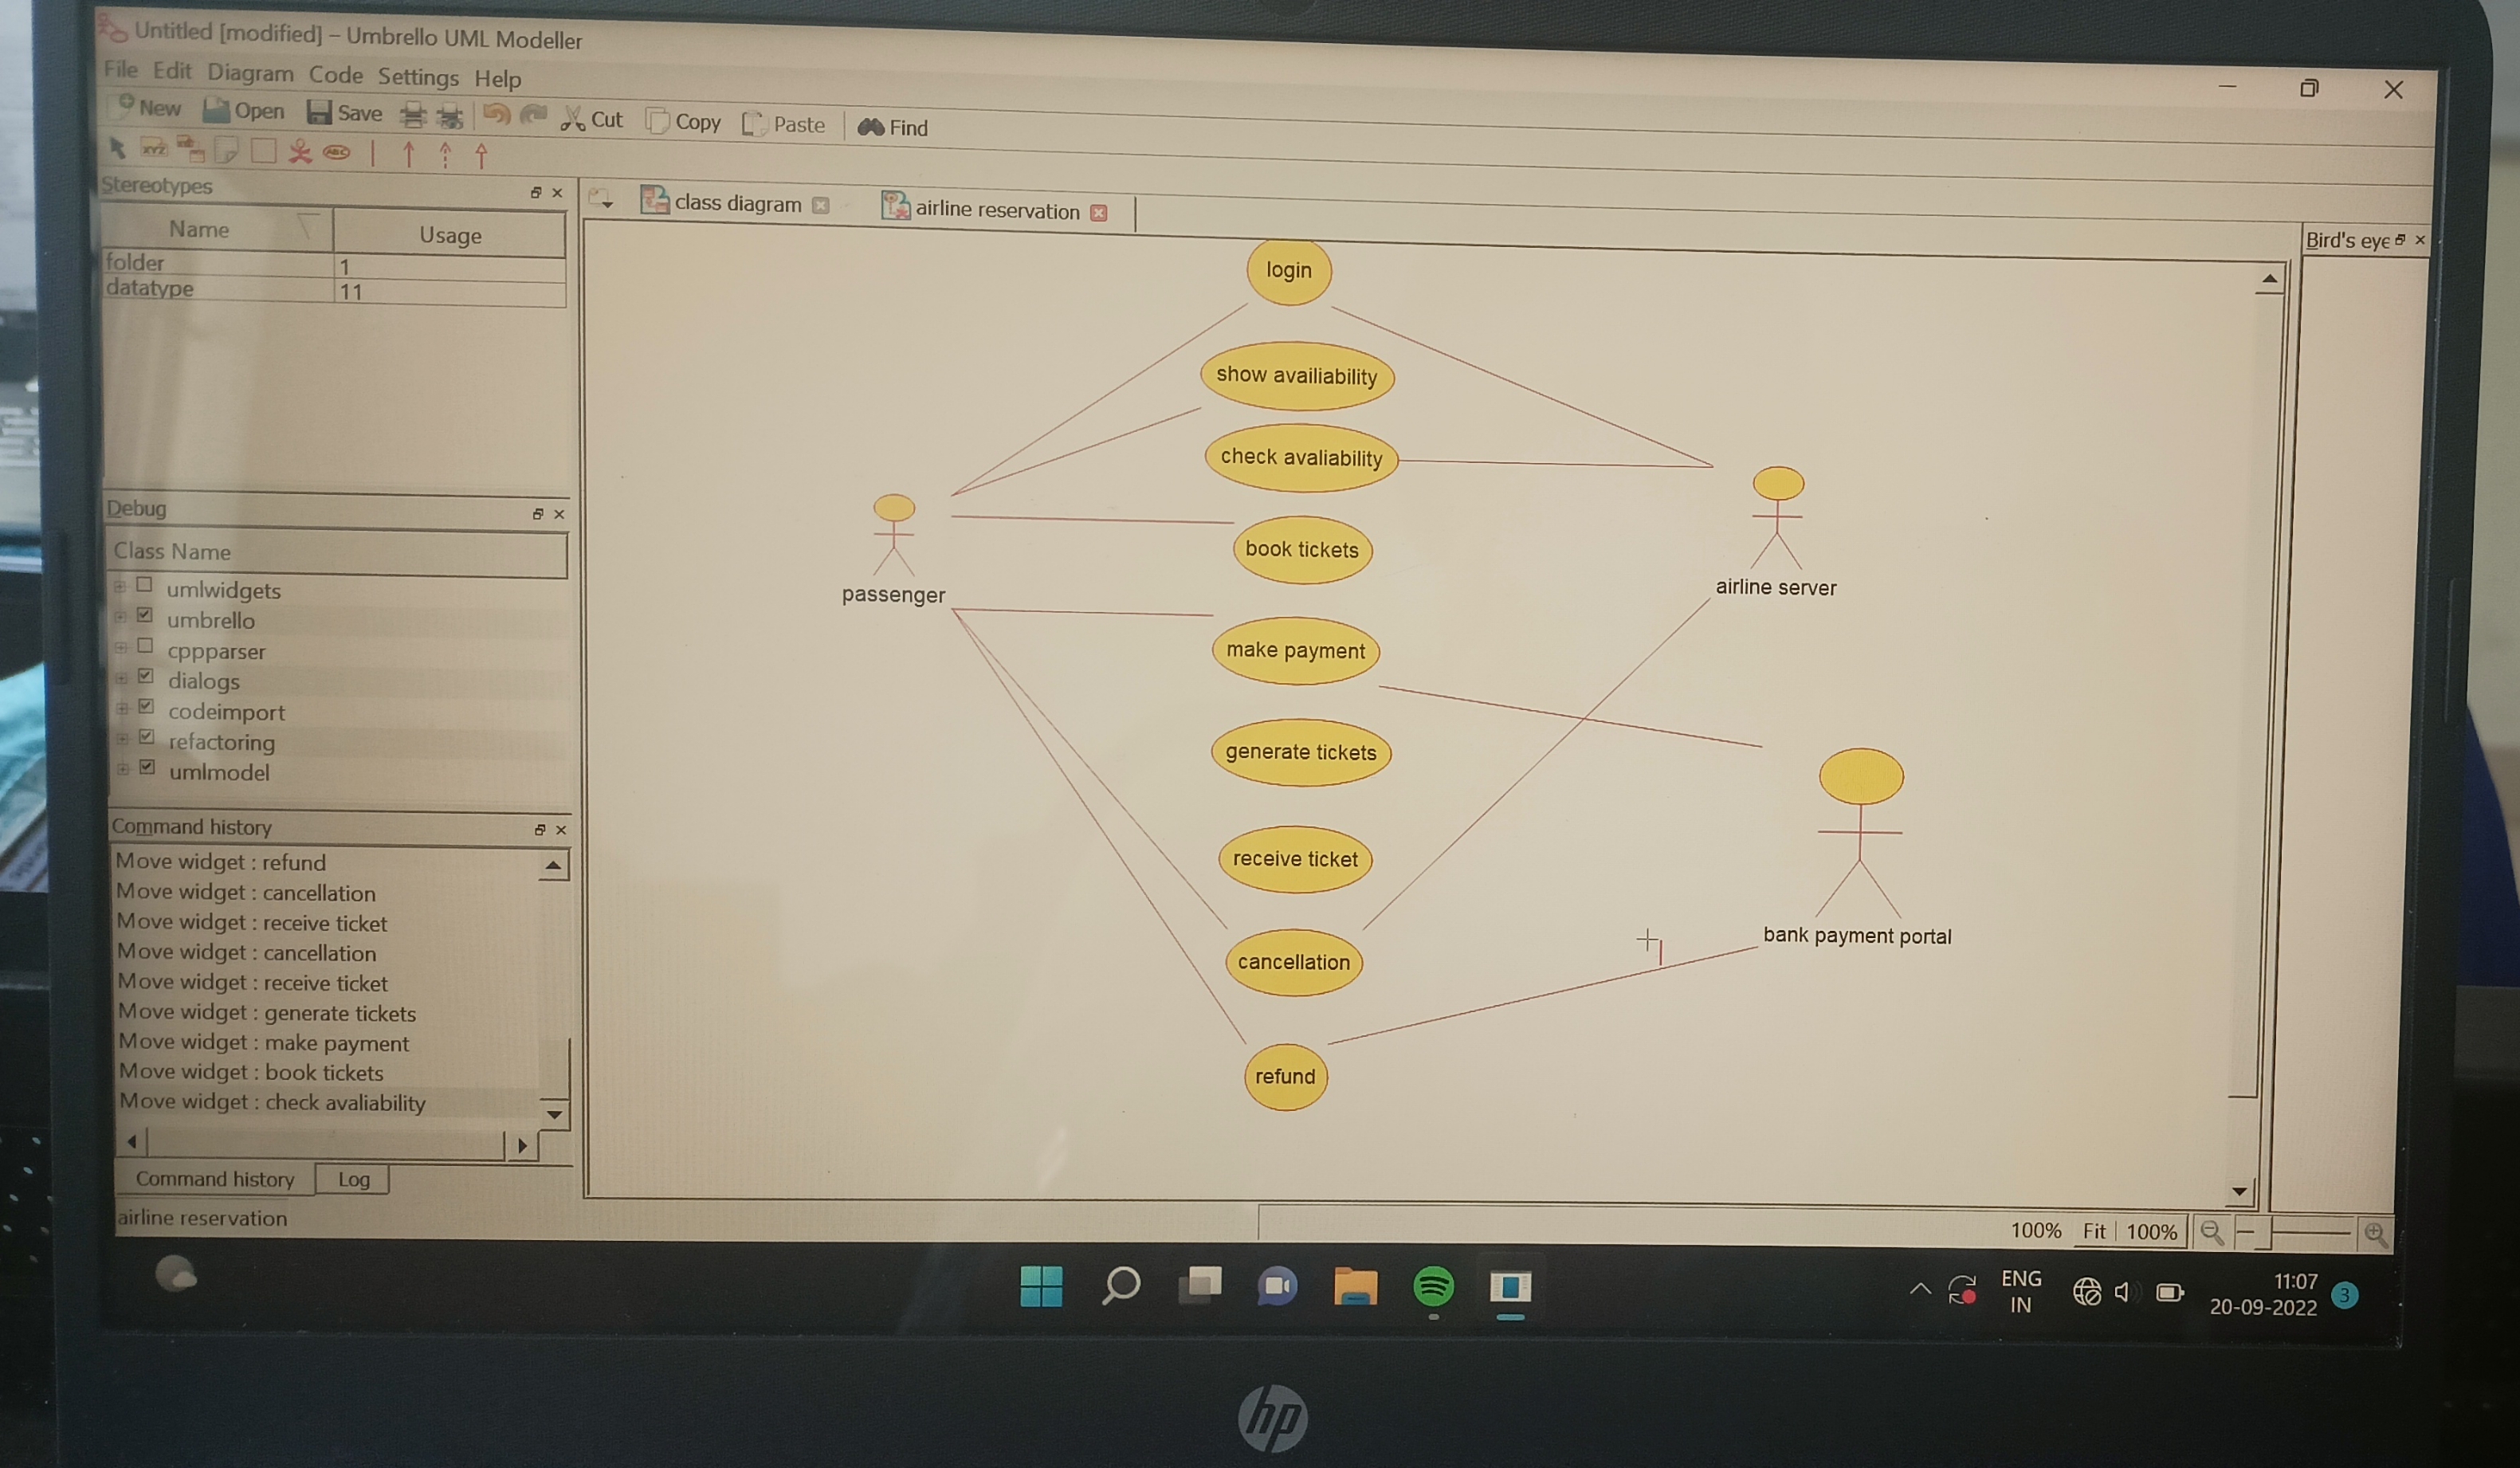 Untitled [modified] – Umbrello UML Modeller
File Edit Diagram Code Settings Help
New Open Save Cut Copy Paste Find
XYZ ABC
Stereotypes
Name Usage
folder 1
datatype 11
Debug
Class Name
umlwidgets
umbrello
cppparser
dialogs
codeimport
refactoring
umlmodel
Command history
Move widget : refund
Move widget : cancellation
Move widget : receive ticket
Move widget : cancellation
Move widget : receive ticket
Move widget : generate tickets
Move widget : make payment
Move widget : book tickets
Move widget : check avaliability
Command history Log
airline reservation
class diagram airline reservation
Bird's eye
login
show availiability
check avaliability
book tickets
make payment
generate tickets
receive ticket
cancellation
refund
passenger
airline server
bank payment portal
100% Fit 100%
ENG
IN
11:07
20-09-2022
3
hp